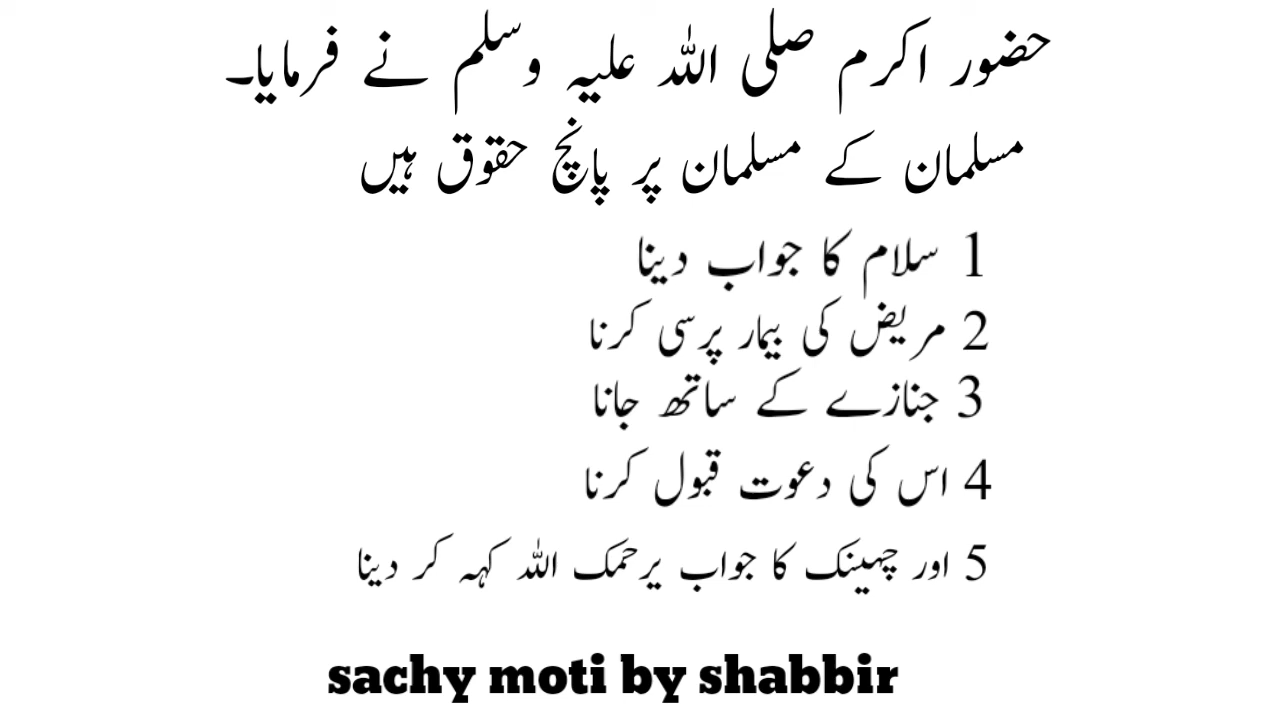 حضور اکرم صلی اللہ علیہ وسلم نے فرمایا۔
مسلمان کے مسلمان پر پانچ حقوق ہیں
1 سلام کا جواب دینا
2 مریض کی بیمار پرسی کرنا
3 جنازے کے ساتھ جانا
4 اس کی دعوت قبول کرنا
5 اور چھینک کا جواب یرحمک اللہ کہہ کر دینا
sachy moti by shabbir